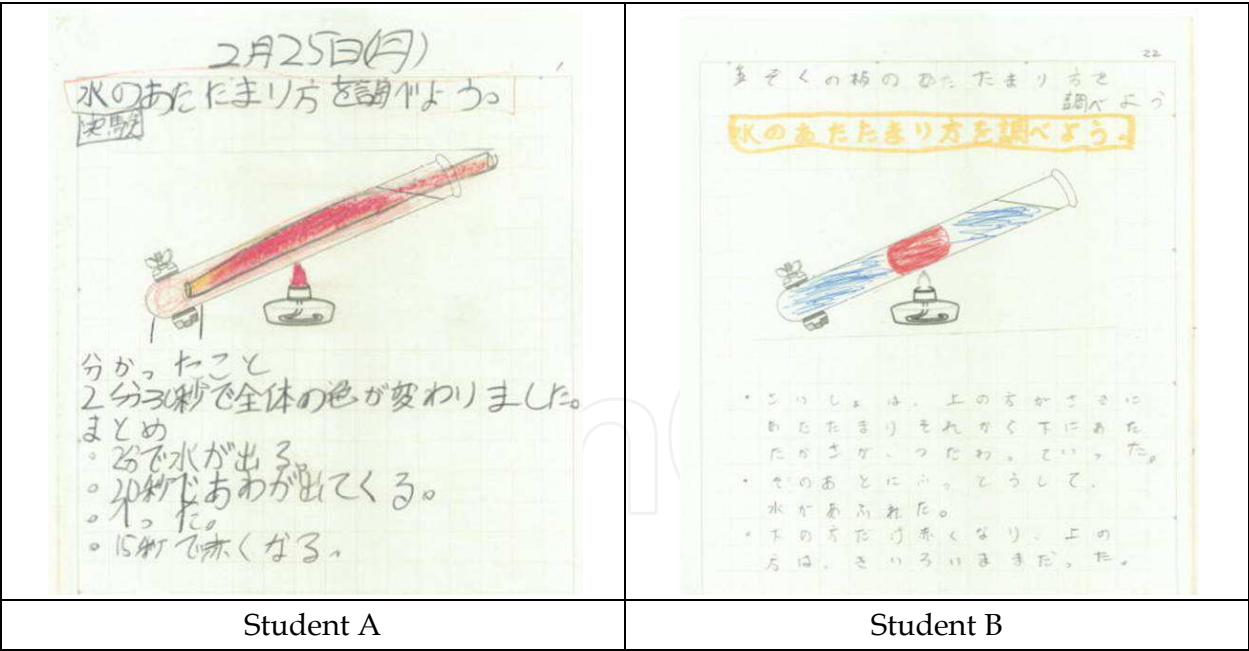 2月25日(月)
水のあたたまり方を調べよう。
実験
分かったこと
2分30秒で全体の色が変わりました。
まとめ
。2分で水が出る。
。20秒であわが出てくる。
。た。
。15秒で赤くなる。
Student A
22
金ぞくの板のあたたまり方を
調べよう
水のあたたまり方を調べよう。
・さいしょは、上の方がさきに
あたたまりそれから下にあた
たかさが、つたわっていった。
・そのあとにふっとうして、
水があふれた。
・下の方だけ赤くなり、上の
方は、きいろいままだった。
Student B